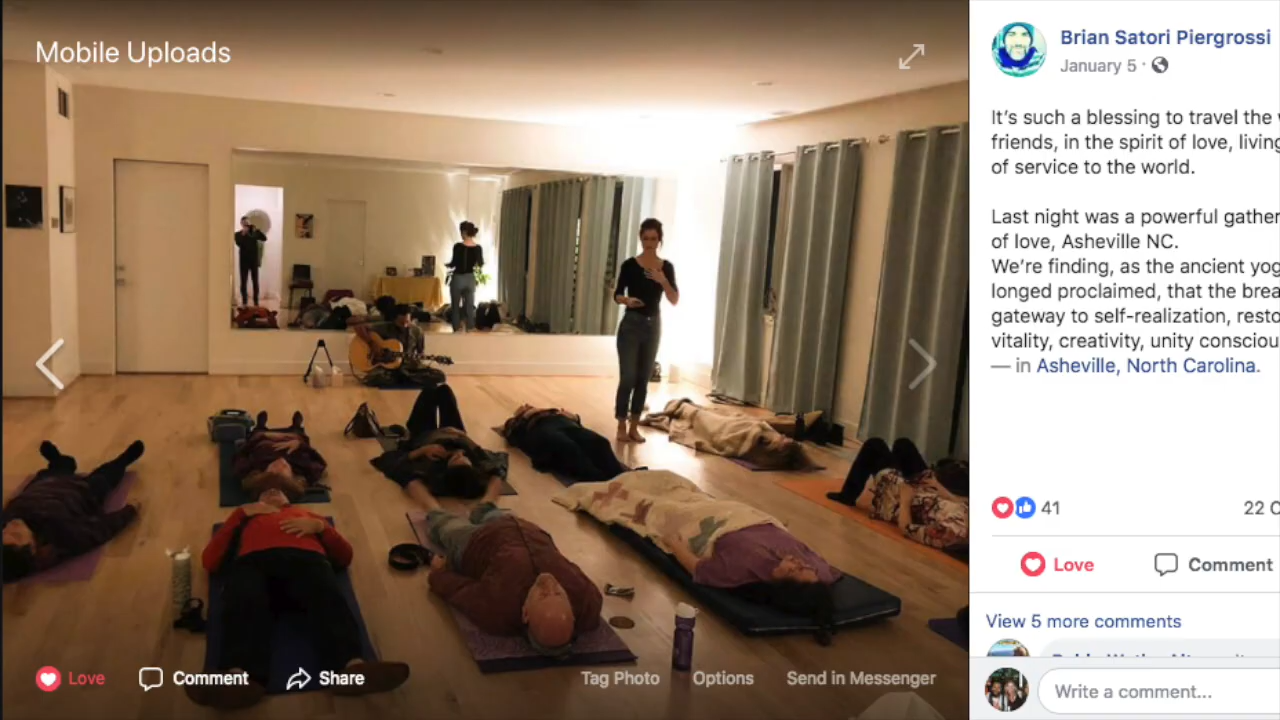 Mobile Uploads
Brian Satori Piergrossi
January 5 ·
It's such a blessing to travel the
friends, in the spirit of love, living
of service to the world.
Last night was a powerful gather
of love, Asheville NC.
We're finding, as the ancient yog
longed proclaimed, that the brea
gateway to self-realization, resto
vitality, creativity, unity consciou
— in Asheville, North Carolina.
41
22 C
Love
Comment
View 5 more comments
Write a comment...
Love
Comment
Share
Tag Photo
Options
Send in Messenger